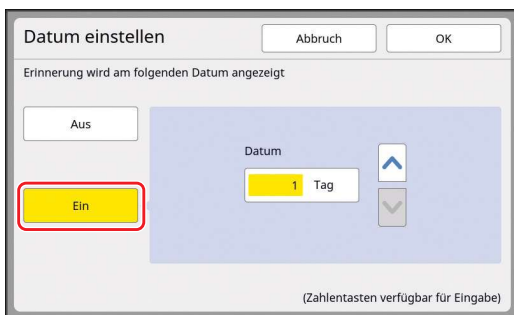 Datum einstellen
Abbruch
OK
Erinnerung wird am folgenden Datum angezeigt
Aus
Datum
1 Tag
Ein
(Zahlentasten verfügbar für Eingabe)